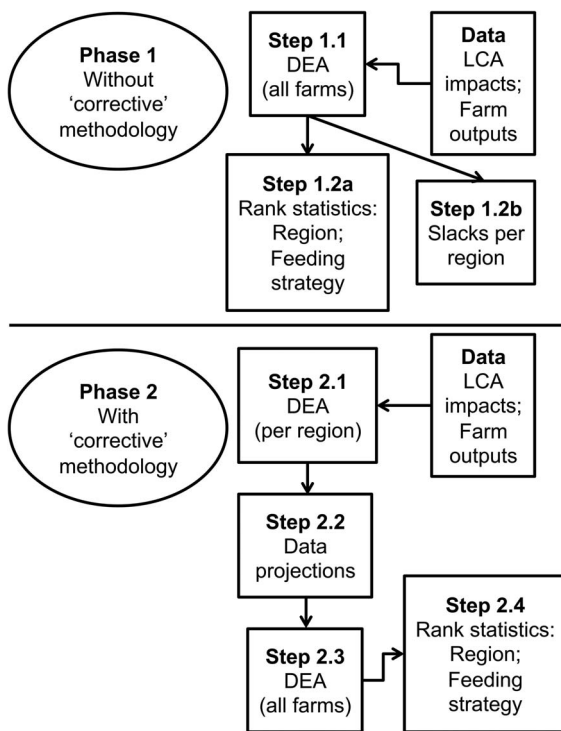 Phase 1
Without
‘corrective’
methodology
Step 1.1
DEA
(all farms)
Data
LCA
impacts;
Farm
outputs
Step 1.2a
Rank statistics:
Region;
Feeding
strategy
Step 1.2b
Slacks per
region
Phase 2
With
‘corrective’
methodology
Step 2.1
DEA
(per region)
Data
LCA
impacts;
Farm
outputs
Step 2.2
Data
projections
Step 2.3
DEA
(all farms)
Step 2.4
Rank statistics:
Region;
Feeding
strategy